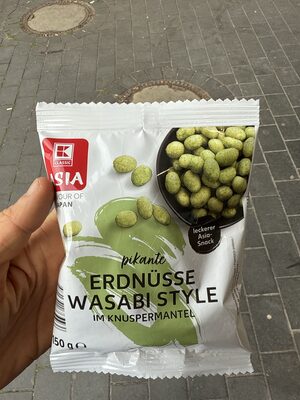 K
CLASSIC
ASIA
FLAVOUR OF
JAPAN
leckerer
Asia-
Snack
pikante
ERDNÜSSE
WASABI STYLE
IM KNUSPERMANTEL
150 g e